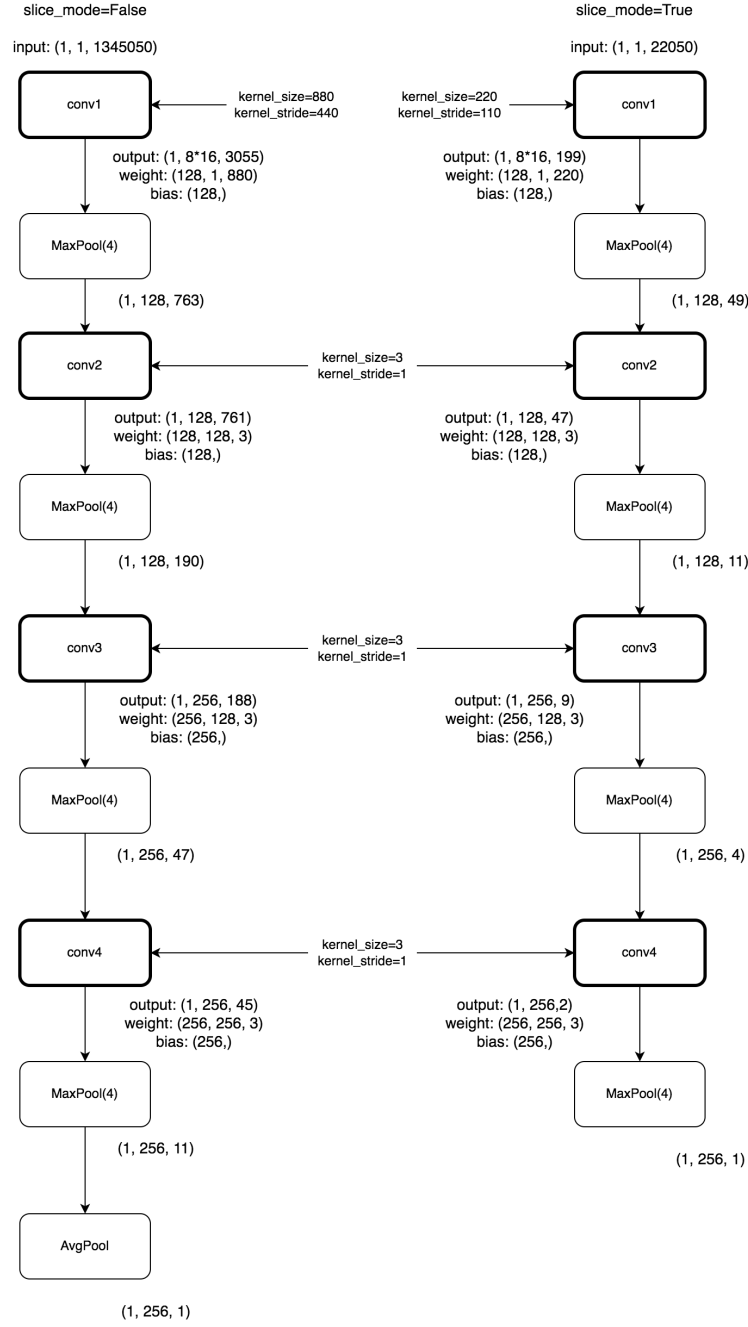 slice_mode=False
slice_mode=True
input: (1, 1, 1345050)
input: (1, 1, 22050)
conv1
kernel_size=880
kernel_stride=440
kernel_size=220
kernel_stride=110
conv1
output: (1, 8*16, 3055)
weight: (128, 1, 880)
bias: (128,)
output: (1, 8*16, 199)
weight: (128, 1, 220)
bias: (128,)
MaxPool(4)
MaxPool(4)
(1, 128, 763)
(1, 128, 49)
conv2
kernel_size=3
kernel_stride=1
conv2
output: (1, 128, 761)
weight: (128, 128, 3)
bias: (128,)
output: (1, 128, 47)
weight: (128, 128, 3)
bias: (128,)
MaxPool(4)
MaxPool(4)
(1, 128, 190)
(1, 128, 11)
conv3
kernel_size=3
kernel_stride=1
conv3
output: (1, 256, 188)
weight: (256, 128, 3)
bias: (256,)
output: (1, 256, 9)
weight: (256, 128, 3)
bias: (256,)
MaxPool(4)
MaxPool(4)
(1, 256, 47)
(1, 256, 4)
conv4
kernel_size=3
kernel_stride=1
conv4
output: (1, 256, 45)
weight: (256, 256, 3)
bias: (256,)
output: (1, 256,2)
weight: (256, 256, 3)
bias: (256,)
MaxPool(4)
MaxPool(4)
(1, 256, 11)
(1, 256, 1)
AvgPool
(1, 256, 1)